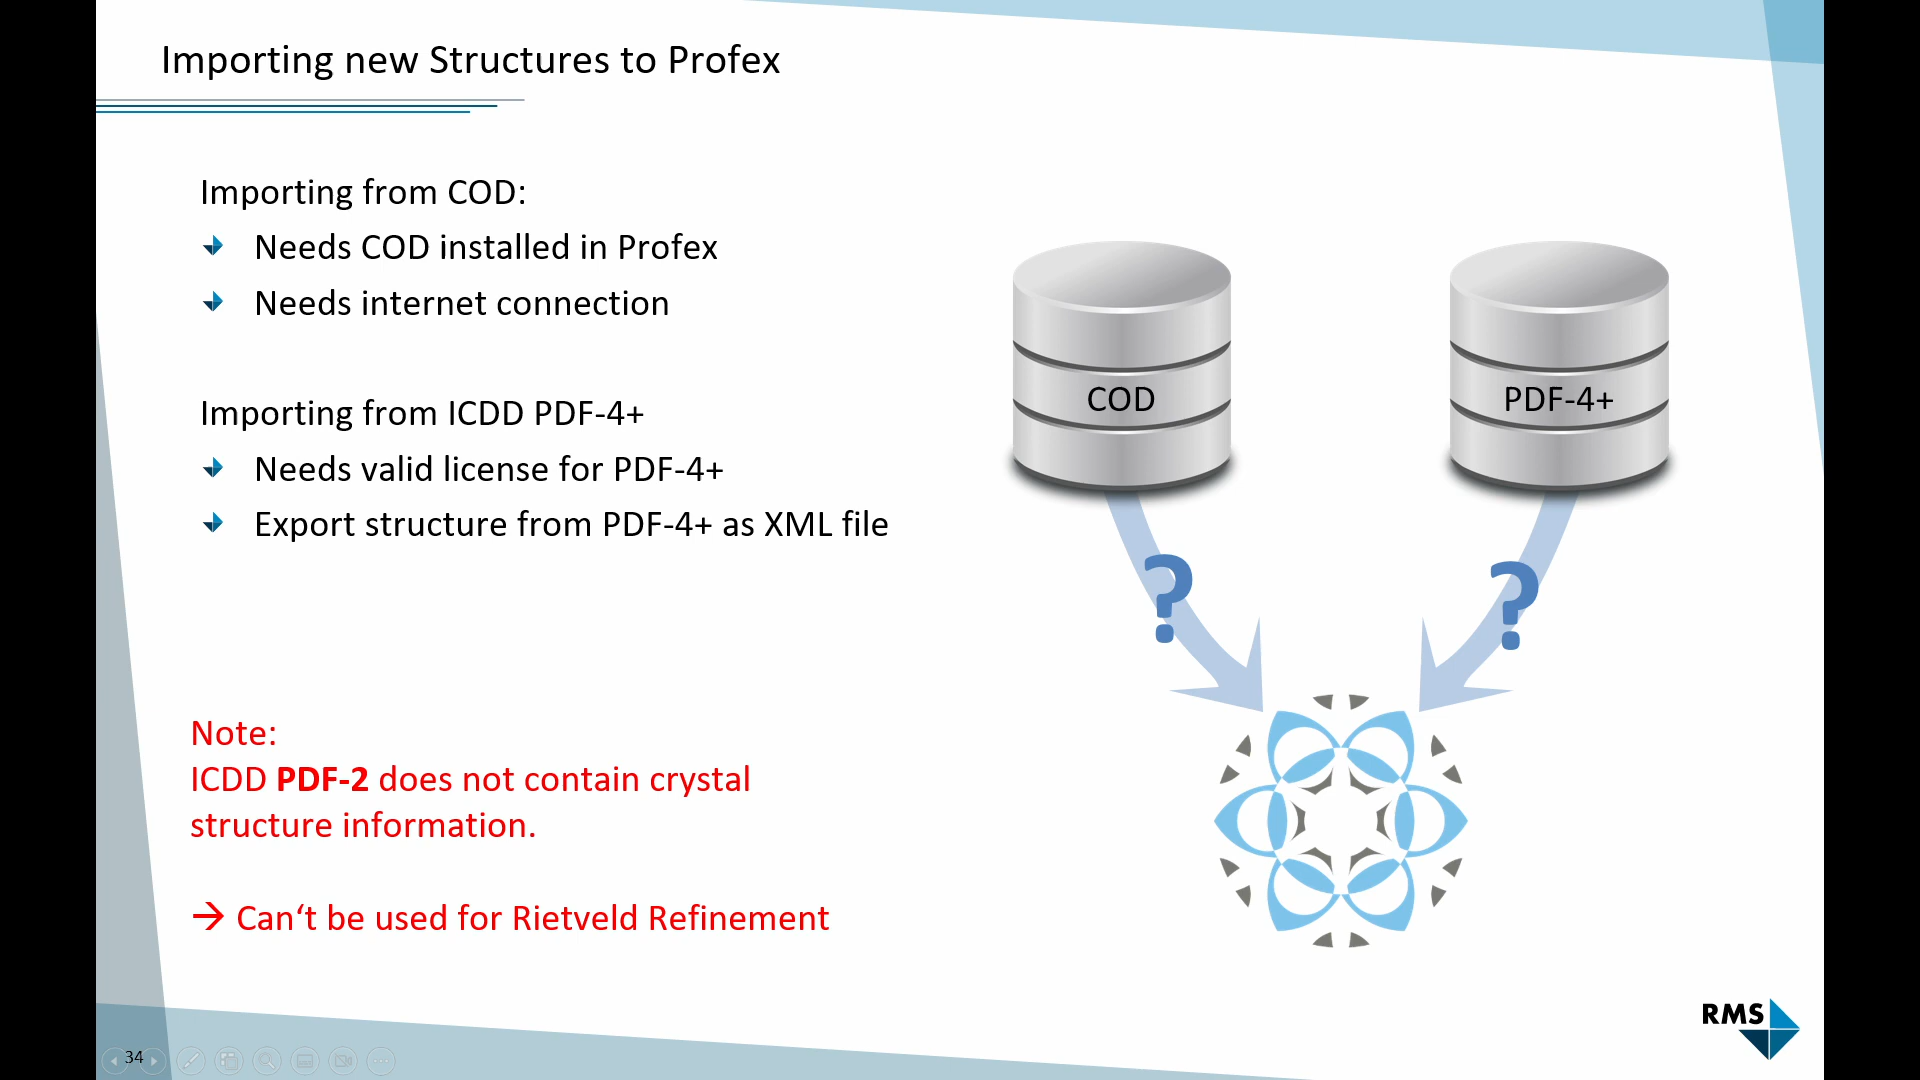 Importing new Structures to Profex
Importing from COD:
Needs COD installed in Profex
Needs internet connection
Importing from ICDD PDF-4+
Needs valid license for PDF-4+
Export structure from PDF-4+ as XML file
Note:
ICDD PDF-2 does not contain crystal
structure information.
→ Can‘t be used for Rietveld Refinement
COD
PDF-4+
?
?
RMS
34